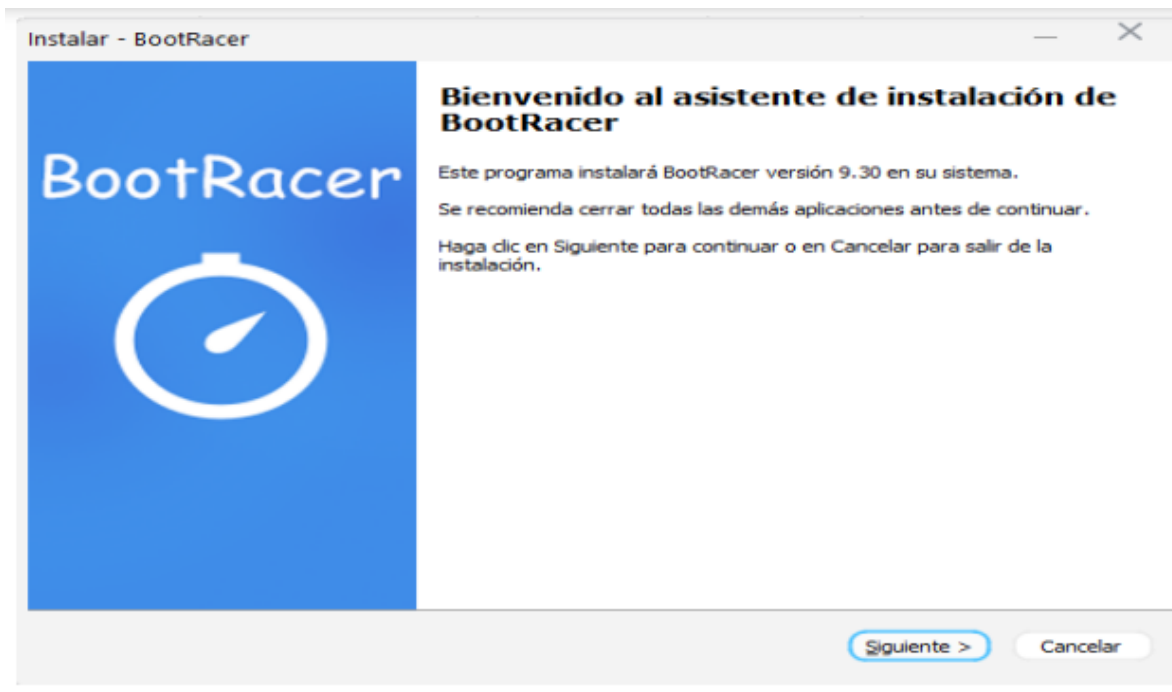 Instalar - BootRacer
BootRacer
Bienvenido al asistente de instalación de
BootRacer
Este programa instalará BootRacer versión 9.30 en su sistema.
Se recomienda cerrar todas las demás aplicaciones antes de continuar.
Haga clic en Siguiente para continuar o en Cancelar para salir de la
instalación.
Siguiente >
Cancelar